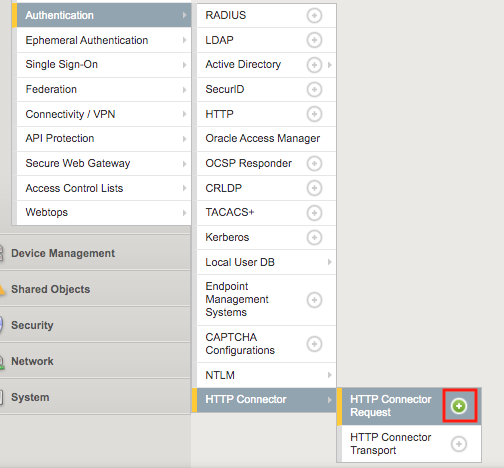 Authentication
Ephemeral Authentication
Single Sign-On
Federation
Connectivity / VPN
API Protection
Secure Web Gateway
Access Control Lists
Webtops
Device Management
Shared Objects
Security
Network
System
RADIUS
LDAP
Active Directory
SecurID
HTTP
Oracle Access Manager
OCSP Responder
CRLDP
TACACS+
Kerberos
Local User DB
Endpoint
Management
Systems
CAPTCHA
Configurations
NTLM
HTTP Connector
HTTP Connector
Request
HTTP Connector
Transport